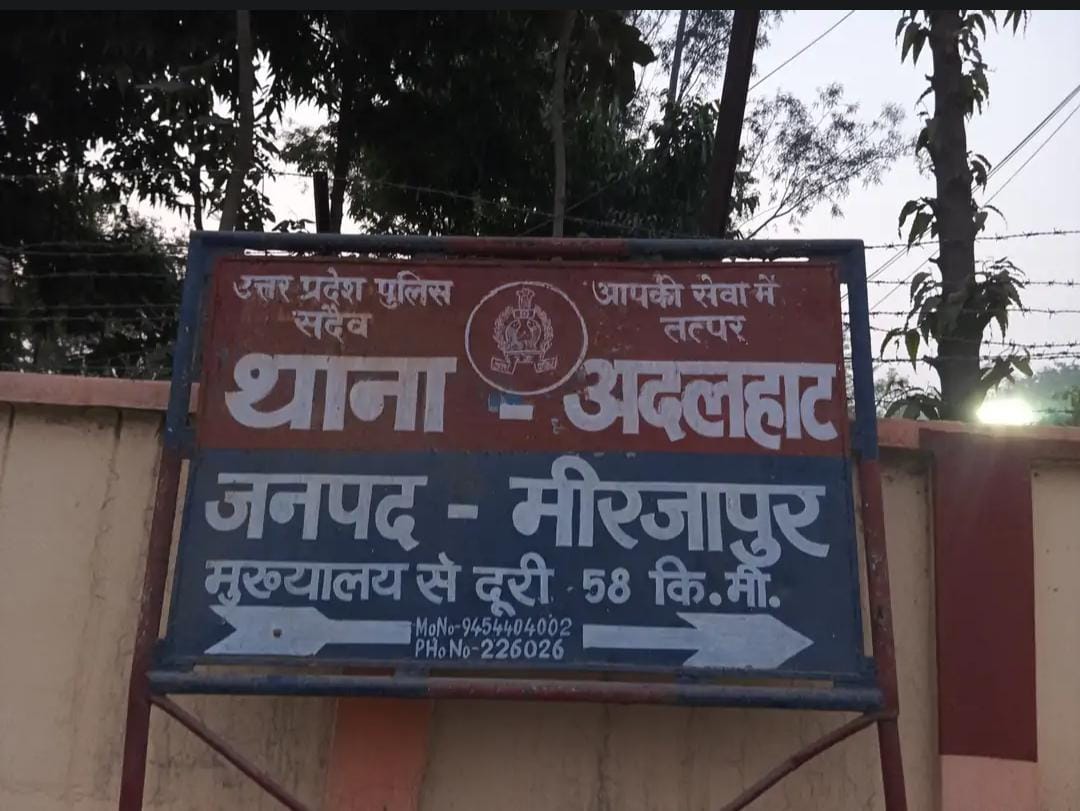 उत्तर प्रदेश पुलिस
सदैव
आपकी सेवा में
तत्पर
थाना - अदलहाट
जनपद - मीरजापुर
मुख्यालय से दूरी 58 कि.मी.
MoNo-9454404002
PHoNo-226026